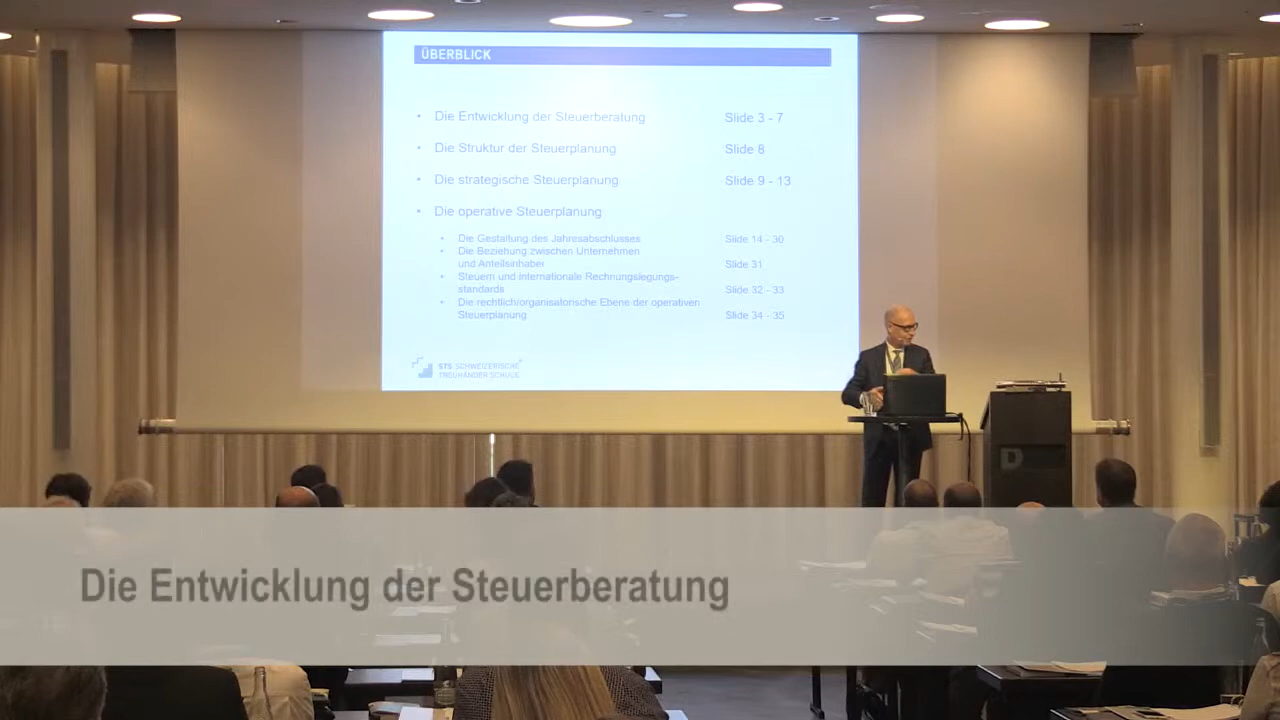 ÜBERBLICK
• Die Entwicklung der Steuerberatung Slide 3 - 7
• Die Struktur der Steuerplanung Slide 8
• Die strategische Steuerplanung Slide 9 - 13
• Die operative Steuerplanung
• Die Gestaltung des Jahresabschlusses Slide 14 - 30
• Die Beziehung zwischen Unternehmen
und Anteilsinhaber Slide 31
• Steuern und internationale Rechnungslegungs-
standards Slide 32 - 33
• Die rechtlich/organisatorische Ebene der operativen
Steuerplanung Slide 34 - 35
STS SCHWEIZERISCHE
TREUHÄNDER SCHULE
D
Die Entwicklung der Steuerberatung